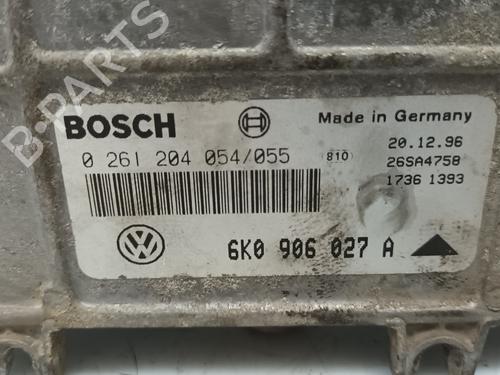 BOSCH
Made in Germany
0 261 204 054/055
810
20.12.96
26SA4758
1736 1393
6K0 906 027 A
B-PARTS